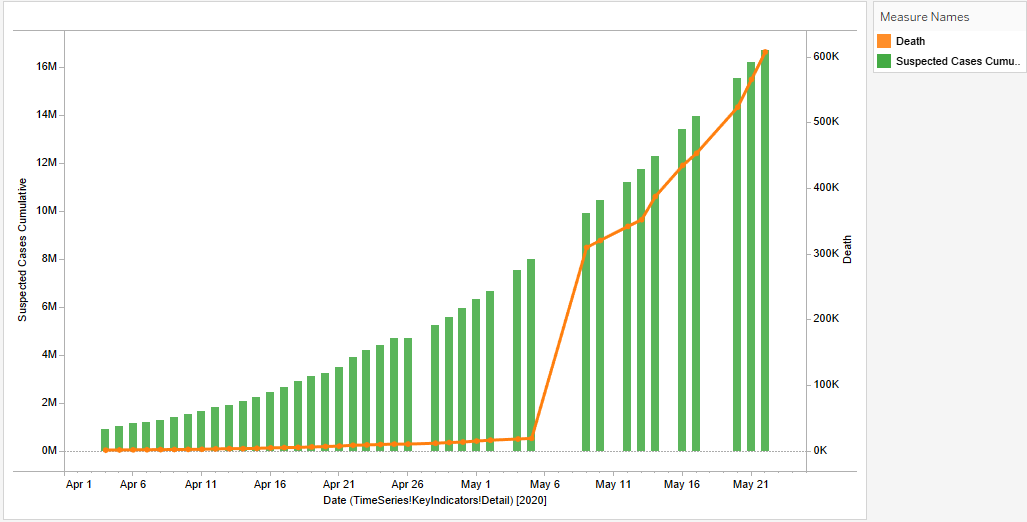 Measure Names
Death
Suspected Cases Cumu..
16M
14M
12M
10M
8M
6M
4M
2M
0M
Suspected Cases Cumulative
600K
500K
400K
300K
200K
100K
0K
Death
Apr 1 Apr 6 Apr 11 Apr 16 Apr 21 Apr 26 May 1 May 6 May 11 May 16 May 21
Date (TimeSeries!KeyIndicators!Detail) [2020]